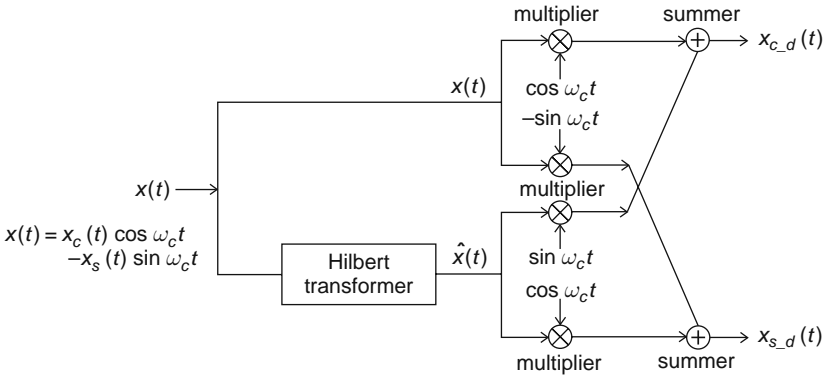 multiplier
summer
x_{c_d}(t)
x(t)
cos ω_c t
–sin ω_c t
x(t)
multiplier
x(t) = x_c(t) cos ω_c t
–x_s(t) sin ω_c t
Hilbert
transformer
x̂(t)
sin ω_c t
cos ω_c t
x_{s_d}(t)
multiplier
summer